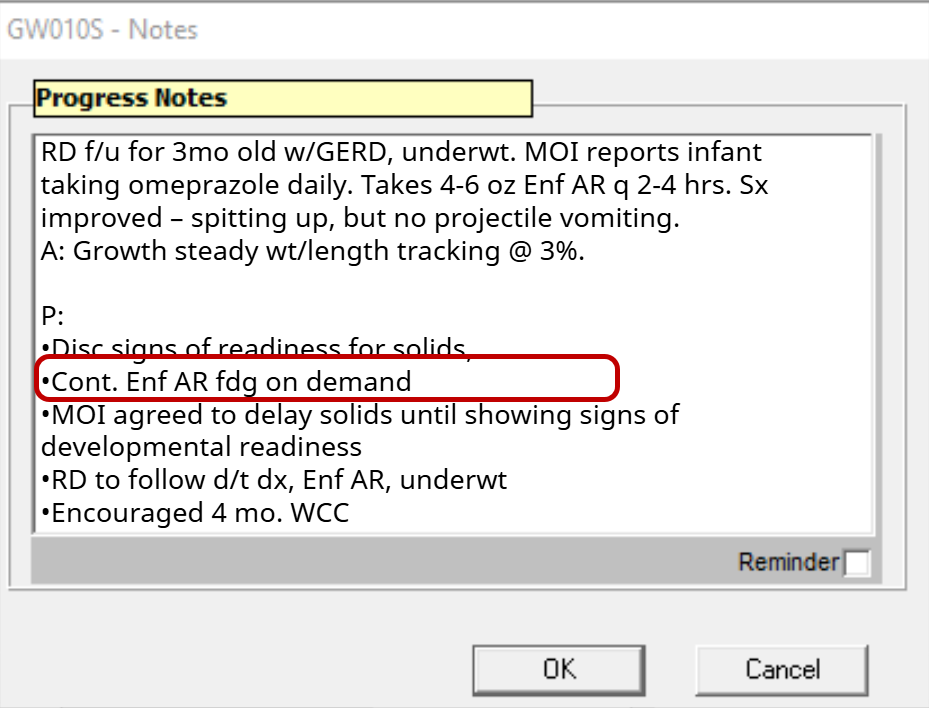 GW010S - Notes
Progress Notes
RD f/u for 3mo old w/GERD, underwt. MOI reports infant
taking omeprazole daily. Takes 4-6 oz Enf AR q 2-4 hrs. Sx
improved – spitting up, but no projectile vomiting.
A: Growth steady wt/length tracking @ 3%.
P:
•Disc signs of readiness for solids,
•Cont. Enf AR fdg on demand
•MOI agreed to delay solids until showing signs of
developmental readiness
•RD to follow d/t dx, Enf AR, underwt
•Encouraged 4 mo. WCC
Reminder
OK
Cancel